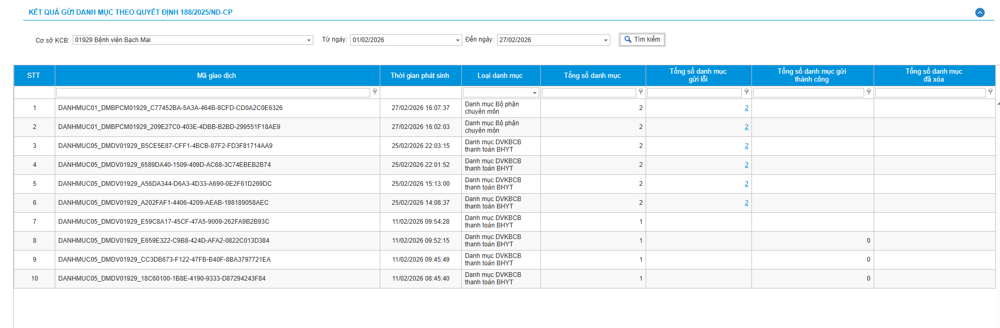 KẾT QUẢ GỬI DANH MỤC THEO QUYẾT ĐỊNH 188/2025/NĐ-CP
Cơ sở KCB: 01929 Bệnh viện Bạch Mai Từ ngày: 01/02/2026 Đến ngày: 27/02/2026 Tìm kiếm
STT Mã giao dịch Thời gian phát sinh Loại danh mục Tổng số danh mục Tổng số danh mục gửi lỗi Tổng số danh mục gửi thành công Tổng số danh mục đã xóa
1 DANHMUC01_DMBPCM01929_C77452BA-5A3A-464B-8CFD-CD0A2C0E6326 27/02/2026 16:07:37 Danh mục Bộ phận chuyên môn 2 2
2 DANHMUC01_DMBPCM01929_209E27C0-403E-4DBB-B2BD-299551F18AE9 27/02/2026 16:02:03 Danh mục Bộ phận chuyên môn 2 2
3 DANHMUC05_DMDV01929_B5CE5E87-CFF1-4BCB-87F2-FD3F81714AA9 25/02/2026 22:03:15 Danh mục DVKBCB thanh toán BHYT 2 2
4 DANHMUC05_DMDV01929_6589DA40-1509-409D-AC68-3C74EBEB2B74 25/02/2026 22:01:52 Danh mục DVKBCB thanh toán BHYT 2 2
5 DANHMUC05_DMDV01929_A56DA344-D6A3-4D33-A690-0E2F61D269DC 25/02/2026 15:13:00 Danh mục DVKBCB thanh toán BHYT 2 2
6 DANHMUC05_DMDV01929_A202FAF1-4406-4209-AEAB-198189058AEC 25/02/2026 14:08:37 Danh mục DVKBCB thanh toán BHYT 2 2
7 DANHMUC05_DMDV01929_E59C8A17-45CF-47A5-9009-262FA9B2B93C 11/02/2026 09:54:28 Danh mục DVKBCB thanh toán BHYT 1
8 DANHMUC05_DMDV01929_E659E322-C9B8-424D-AFA2-0822C013D384 11/02/2026 09:52:15 Danh mục DVKBCB thanh toán BHYT 1 0
9 DANHMUC05_DMDV01929_CC3DB673-F122-47FB-B40F-8BA3797721EA 11/02/2026 09:45:49 Danh mục DVKBCB thanh toán BHYT 1 0
10 DANHMUC05_DMDV01929_18C60100-1B8E-4190-9333-D87294243F84 11/02/2026 08:45:40 Danh mục DVKBCB thanh toán BHYT 1 0